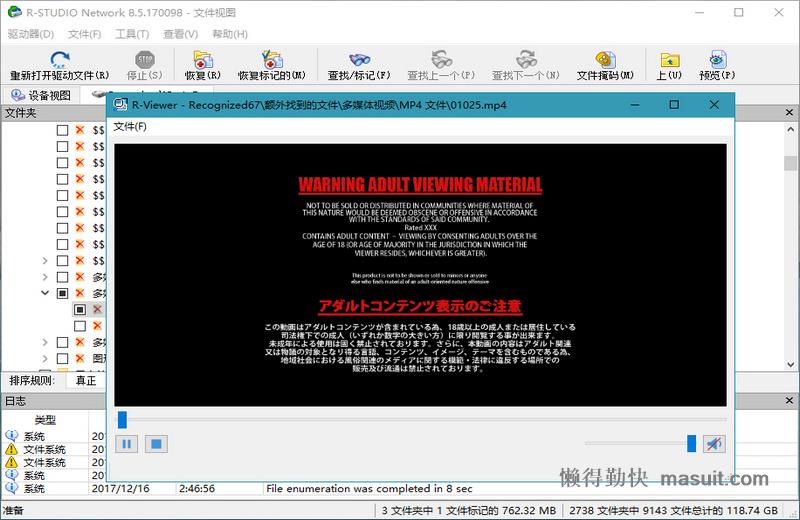 R-STUDIO Network 8.5.170098 - 文件视图
驱动器(D) 文件(F) 工具(T) 查看(V) 帮助(H)
STOP
重新打开驱动文件(R) 停止(S) 恢复(R) 恢复标记的(M) 查找/标记(F) 查找上一个(P) 查找下一个(N) 文件掩码(M) 上(U) 预览(P)
设备视图
文件夹
R-Viewer - Recognized67\额外找到的文件\多媒体视频\MP4 文件\01025.mp4
文件(F)
$$
$$
$$
$$
$$
$$
$$
$$
$$
WARNING ADULT VIEWING MATERIAL
NOT TO BE SOLD OR DISTRIBUTED IN COMMUNITIES WHERE MATERIAL OF
THIS NATURE WOULD BE DEEMED OBSCENE OR OFFENSIVE IN ACCORDANCE
WITH THE STANDARDS OF SAID COMMUNITY.
Rated XXX
CONTAINS ADULT CONTENT － VIEWING BY CONSENTING ADULTS OVER THE
AGE OF 18 (OR AGE OF MAJORITY IN THE JURISDICTION IN WHICH THE
VIEWER RESIDES, WHICHEVER IS GREATER).
This product is not to be shown or sold to minors or anyone
else who finds material of an adult-oriented nature offensive
アダルトコンテンツ表示のご注意
この動画はアダルトコンテンツが含まれている為、18歳以上の成人または居住している
司法権下での成人（いずれか数字の大きい方）に限り閲覧する事が出来ます。
未成年による使用は固く禁止されております。さらに、本動画の内容はアダルト関連
又は物議の対象となり得る言語、コンテンツ、イメージ、テーマを含むものである為、
地域社会における風俗関連のメディアに関する模範・法律に違反する場所での
販売及び流通は禁止されております。
多媒
多媒
多媒
图形
排序规则: 真正
日志
类型
系统 201
文件系统 201
文件系统 201
系统 201
系统 2017/12/16 2:46:56 File enumeration was completed in 8 sec
懒得勤快 masuit.com
准备 3 文件夹中 1 文件标记的 762.32 MB 2738 文件夹中 9143 文件总计的 118.74 GB